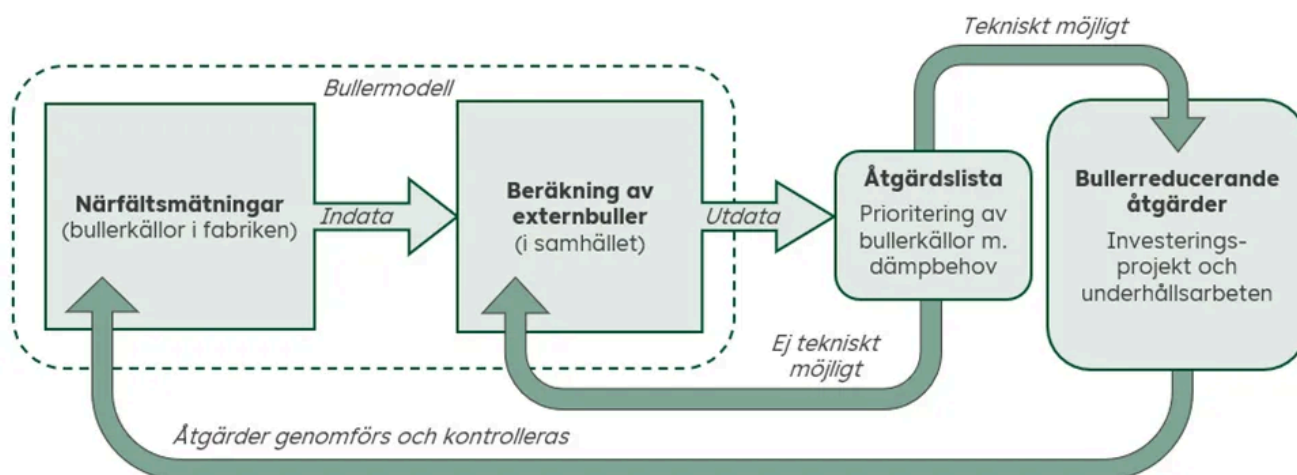 Tekniskt möjligt
Bullermodell
Närfältsmätningar
(bullerkällor i fabriken)
Indata
Beräkning av
externbuller
(i samhället)
Utdata
Åtgärdslista
Prioritering av
bullerkällor m.
dämpbehov
Bullerreducerande
åtgärder
Investerings-
projekt och
underhållsarbeten
Ej tekniskt
möjligt
Åtgärder genomförs och kontrolleras